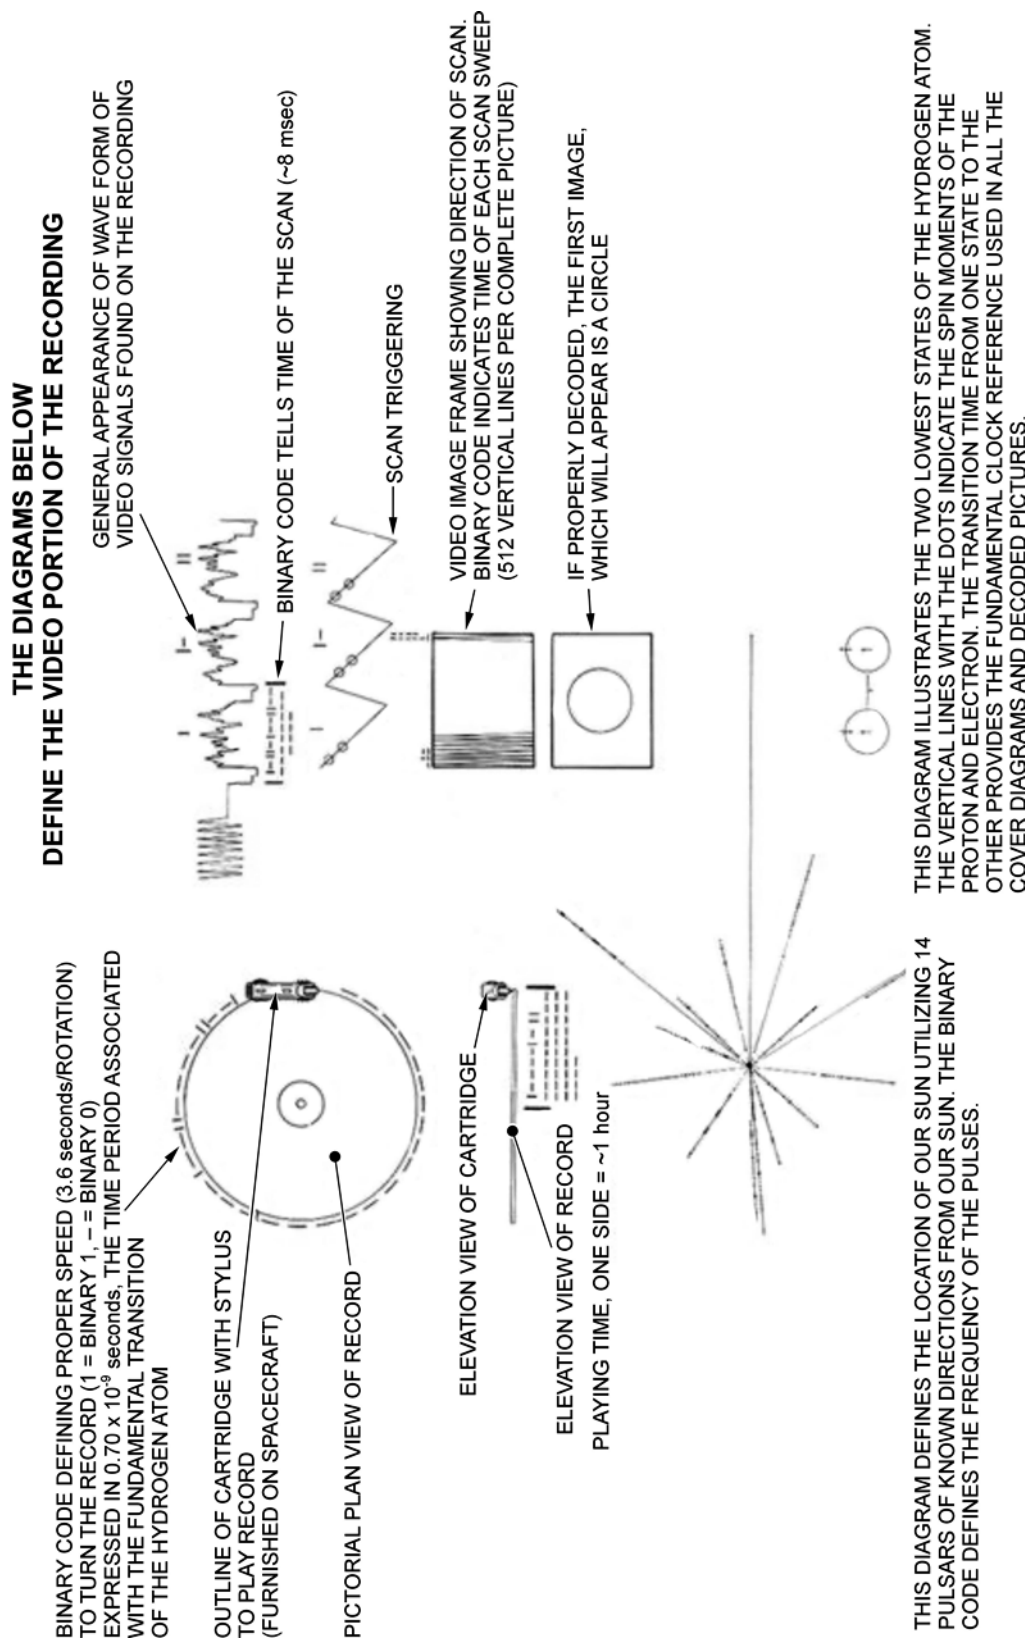 THE DIAGRAMS BELOW
DEFINE THE VIDEO PORTION OF THE RECORDING
BINARY CODE DEFINING PROPER SPEED (3.6 seconds/ROTATION)
TO TURN THE RECORD (1 = BINARY 1, – = BINARY 0)
EXPRESSED IN 0.70 x 10⁻⁹ seconds, THE TIME PERIOD ASSOCIATED
WITH THE FUNDAMENTAL TRANSITION
OF THE HYDROGEN ATOM
OUTLINE OF CARTRIDGE WITH STYLUS
TO PLAY RECORD
(FURNISHED ON SPACECRAFT)
PICTORIAL PLAN VIEW OF RECORD
ELEVATION VIEW OF CARTRIDGE
ELEVATION VIEW OF RECORD
PLAYING TIME, ONE SIDE = ~1 hour
THIS DIAGRAM DEFINES THE LOCATION OF OUR SUN UTILIZING 14
PULSARS OF KNOWN DIRECTIONS FROM OUR SUN. THE BINARY
CODE DEFINES THE FREQUENCY OF THE PULSES.
GENERAL APPEARANCE OF WAVE FORM OF
VIDEO SIGNALS FOUND ON THE RECORDING
BINARY CODE TELLS TIME OF THE SCAN (~8 msec)
SCAN TRIGGERING
VIDEO IMAGE FRAME SHOWING DIRECTION OF SCAN.
BINARY CODE INDICATES TIME OF EACH SCAN SWEEP
(512 VERTICAL LINES PER COMPLETE PICTURE)
IF PROPERLY DECODED, THE FIRST IMAGE,
WHICH WILL APPEAR IS A CIRCLE
THIS DIAGRAM ILLUSTRATES THE TWO LOWEST STATES OF THE HYDROGEN ATOM.
THE VERTICAL LINES WITH THE DOTS INDICATE THE SPIN MOMENTS OF THE
PROTON AND ELECTRON. THE TRANSITION TIME FROM ONE STATE TO THE
OTHER PROVIDES THE FUNDAMENTAL CLOCK REFERENCE USED IN ALL THE
COVER DIAGRAMS AND DECODED PICTURES.